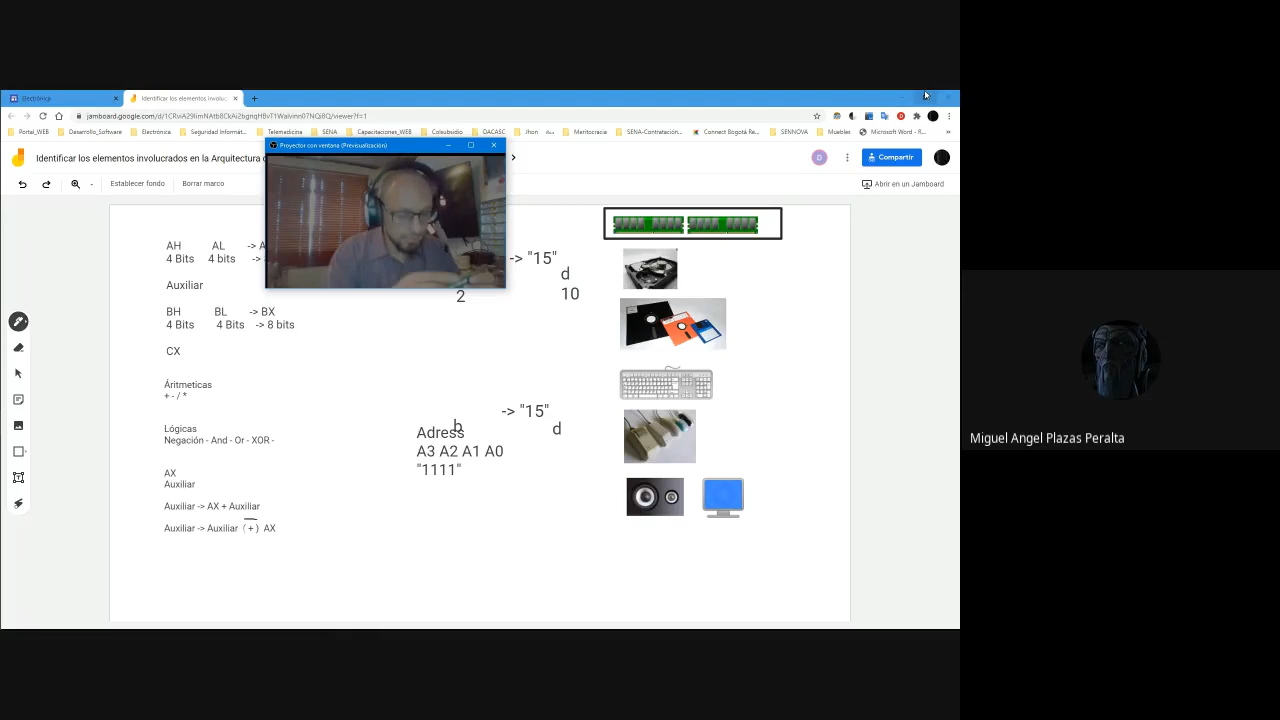 Electrónica
Identificar los elementos involuc
jamboard.google.com/d/1CRviA29IimNAtb8CkAi2bgnqHBvT1WaIvinn07NQi8Q/viewer?f=1
Portal_WEB
Desarrollo_Software
Electrónica
Seguridad Informát...
Telemedicina
SENA
Capacitaciones_WEB
Colsubsidio
OACASC
Jhon
Au...
Meritocracia
SENA-Contratación...
Connect Bogotá Re...
SENNOVA
Muebles
Microsoft Word - R...
Proyector con ventana (Previsualización)
Identificar los elementos involucrados en la Arquitectura
D
Compartir
Establecer fondo
Borrar marco
Abrir en un Jamboard
AH AL -> A
4 Bits 4 bits ->
Auxiliar
BH BL -> BX
4 Bits 4 Bits -> 8 bits
CX
Áritmeticas
+ - / *
Lógicas
Negación - And - Or - XOR -
AX
Auxiliar
Auxiliar -> AX + Auxiliar
Auxiliar -> Auxiliar (+) AX
-> "15"
d
2
10
-> "15"
b
d
Adress
A3 A2 A1 A0
"1111"
Miguel Angel Plazas Peralta